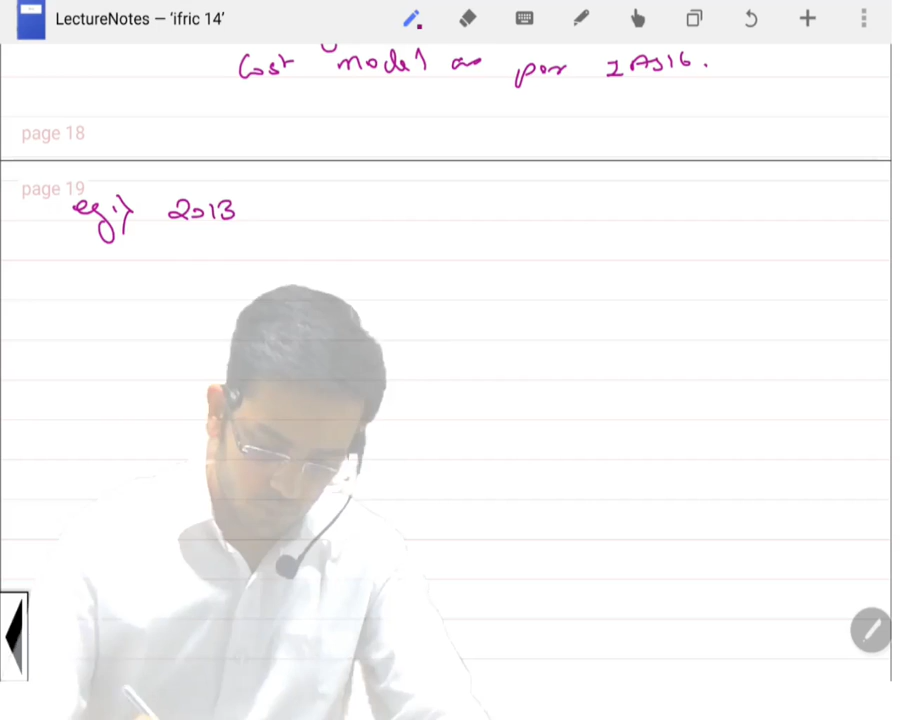 LectureNotes – ‘ifric 14’
Cost model as per IAS16.
page 18
page 19
eg:} 2013